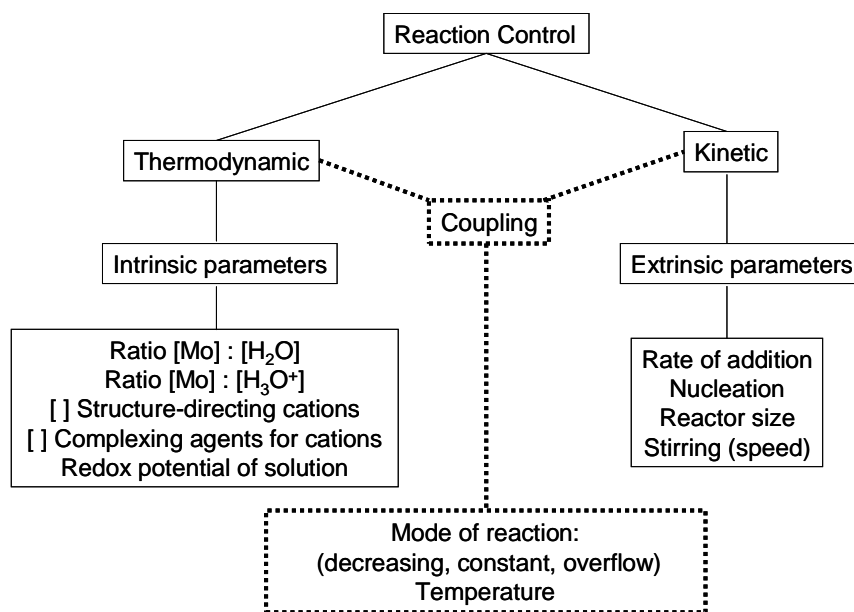 Reaction Control
Thermodynamic
Kinetic
Coupling
Intrinsic parameters
Extrinsic parameters
Ratio [Mo] : [H₂O]
Ratio [Mo] : [H₃O⁺]
[ ] Structure-directing cations
[ ] Complexing agents for cations
Redox potential of solution
Rate of addition
Nucleation
Reactor size
Stirring (speed)
Mode of reaction:
(decreasing, constant, overflow)
Temperature